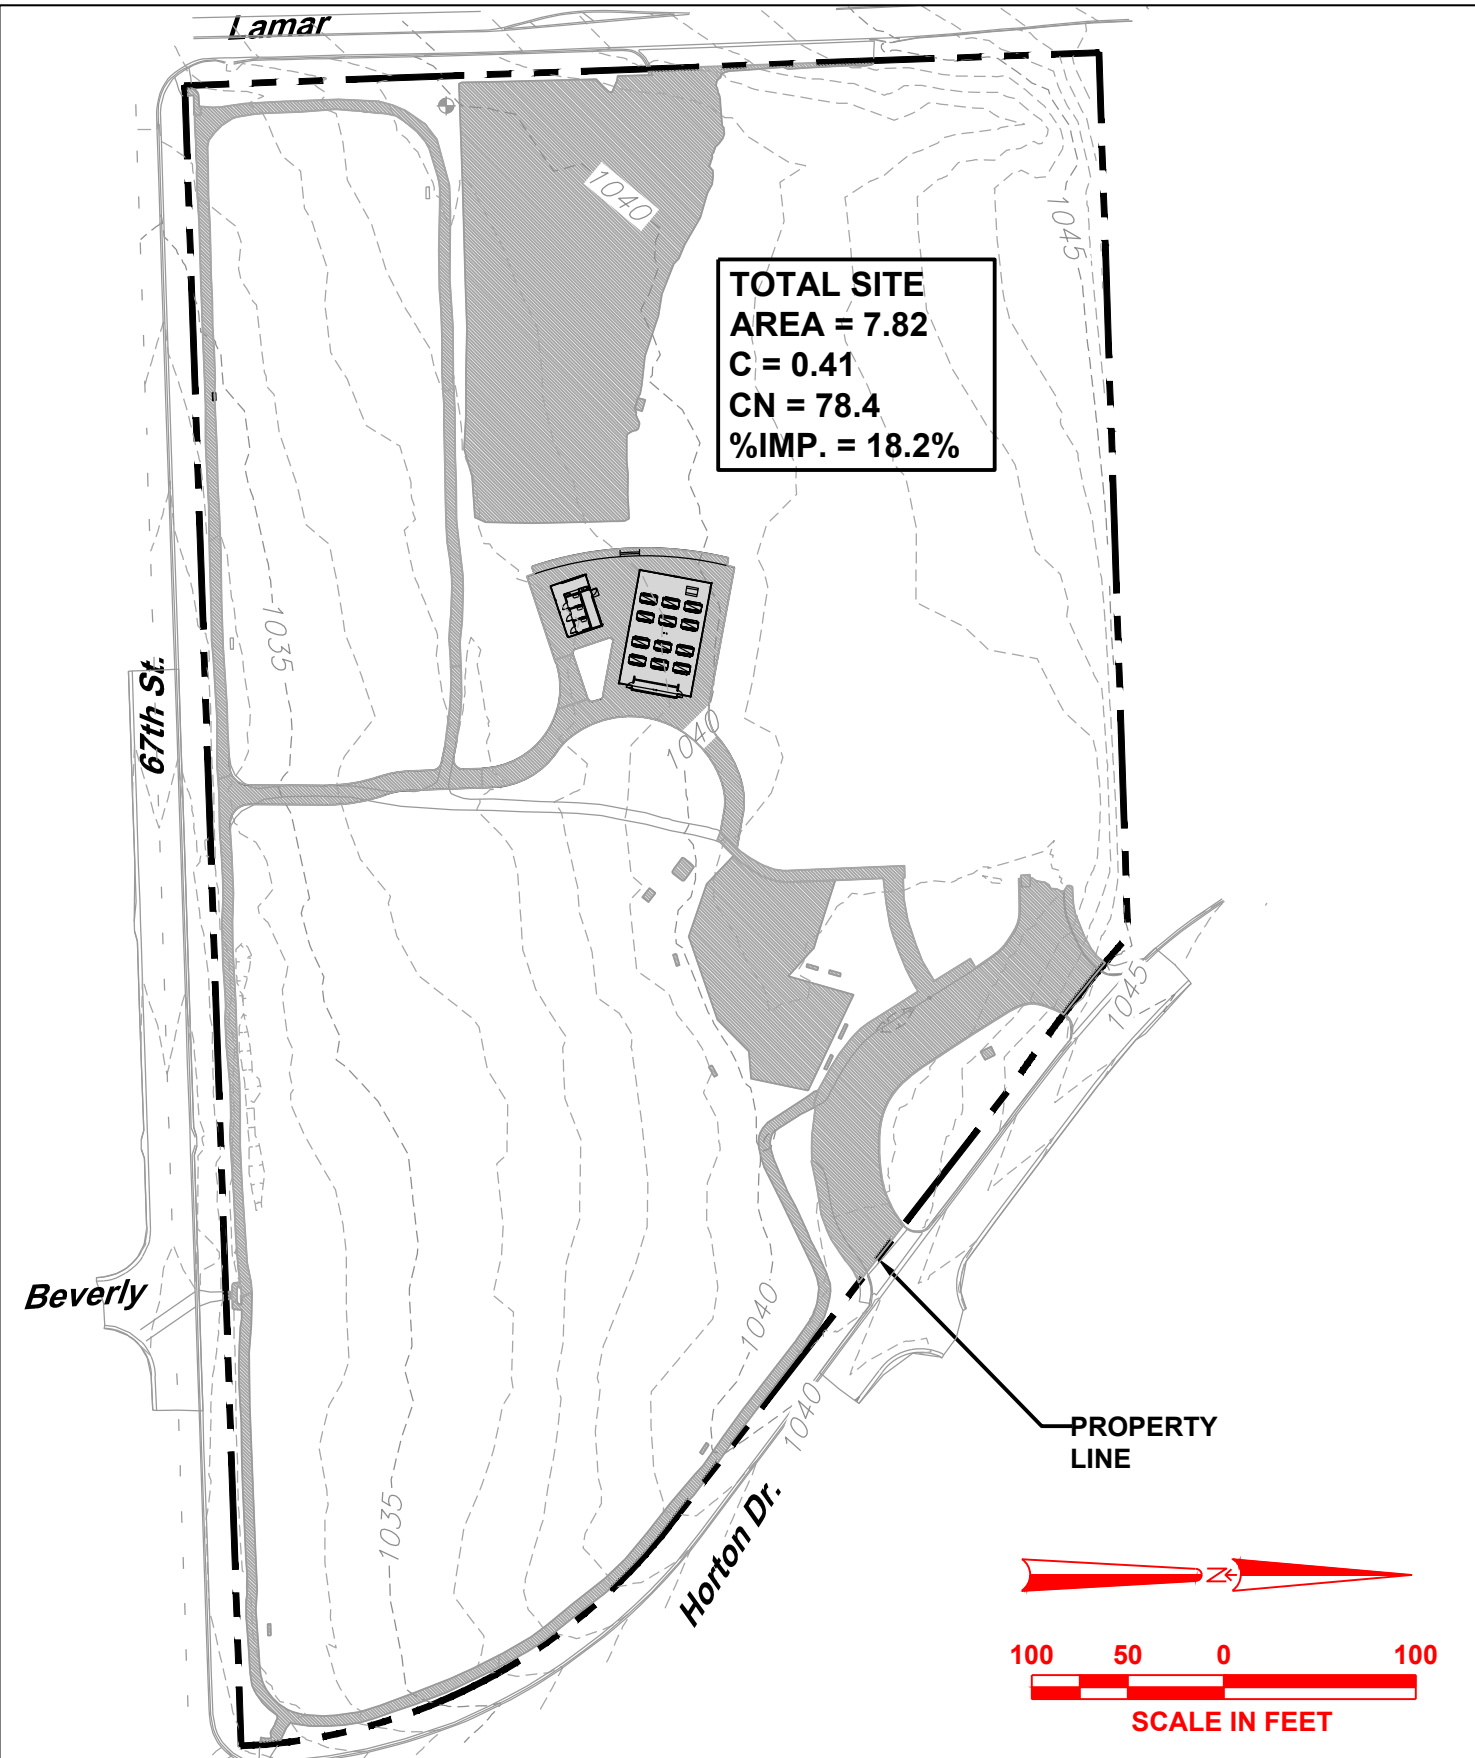 Lamar
1040
1045
TOTAL SITE
AREA = 7.82
C = 0.41
CN = 78.4
%IMP. = 18.2%
1035
67th St.
1040
1045
Beverly
1040
1040
PROPERTY
LINE
1035
Horton Dr.
N
100 50 0 100
SCALE IN FEET